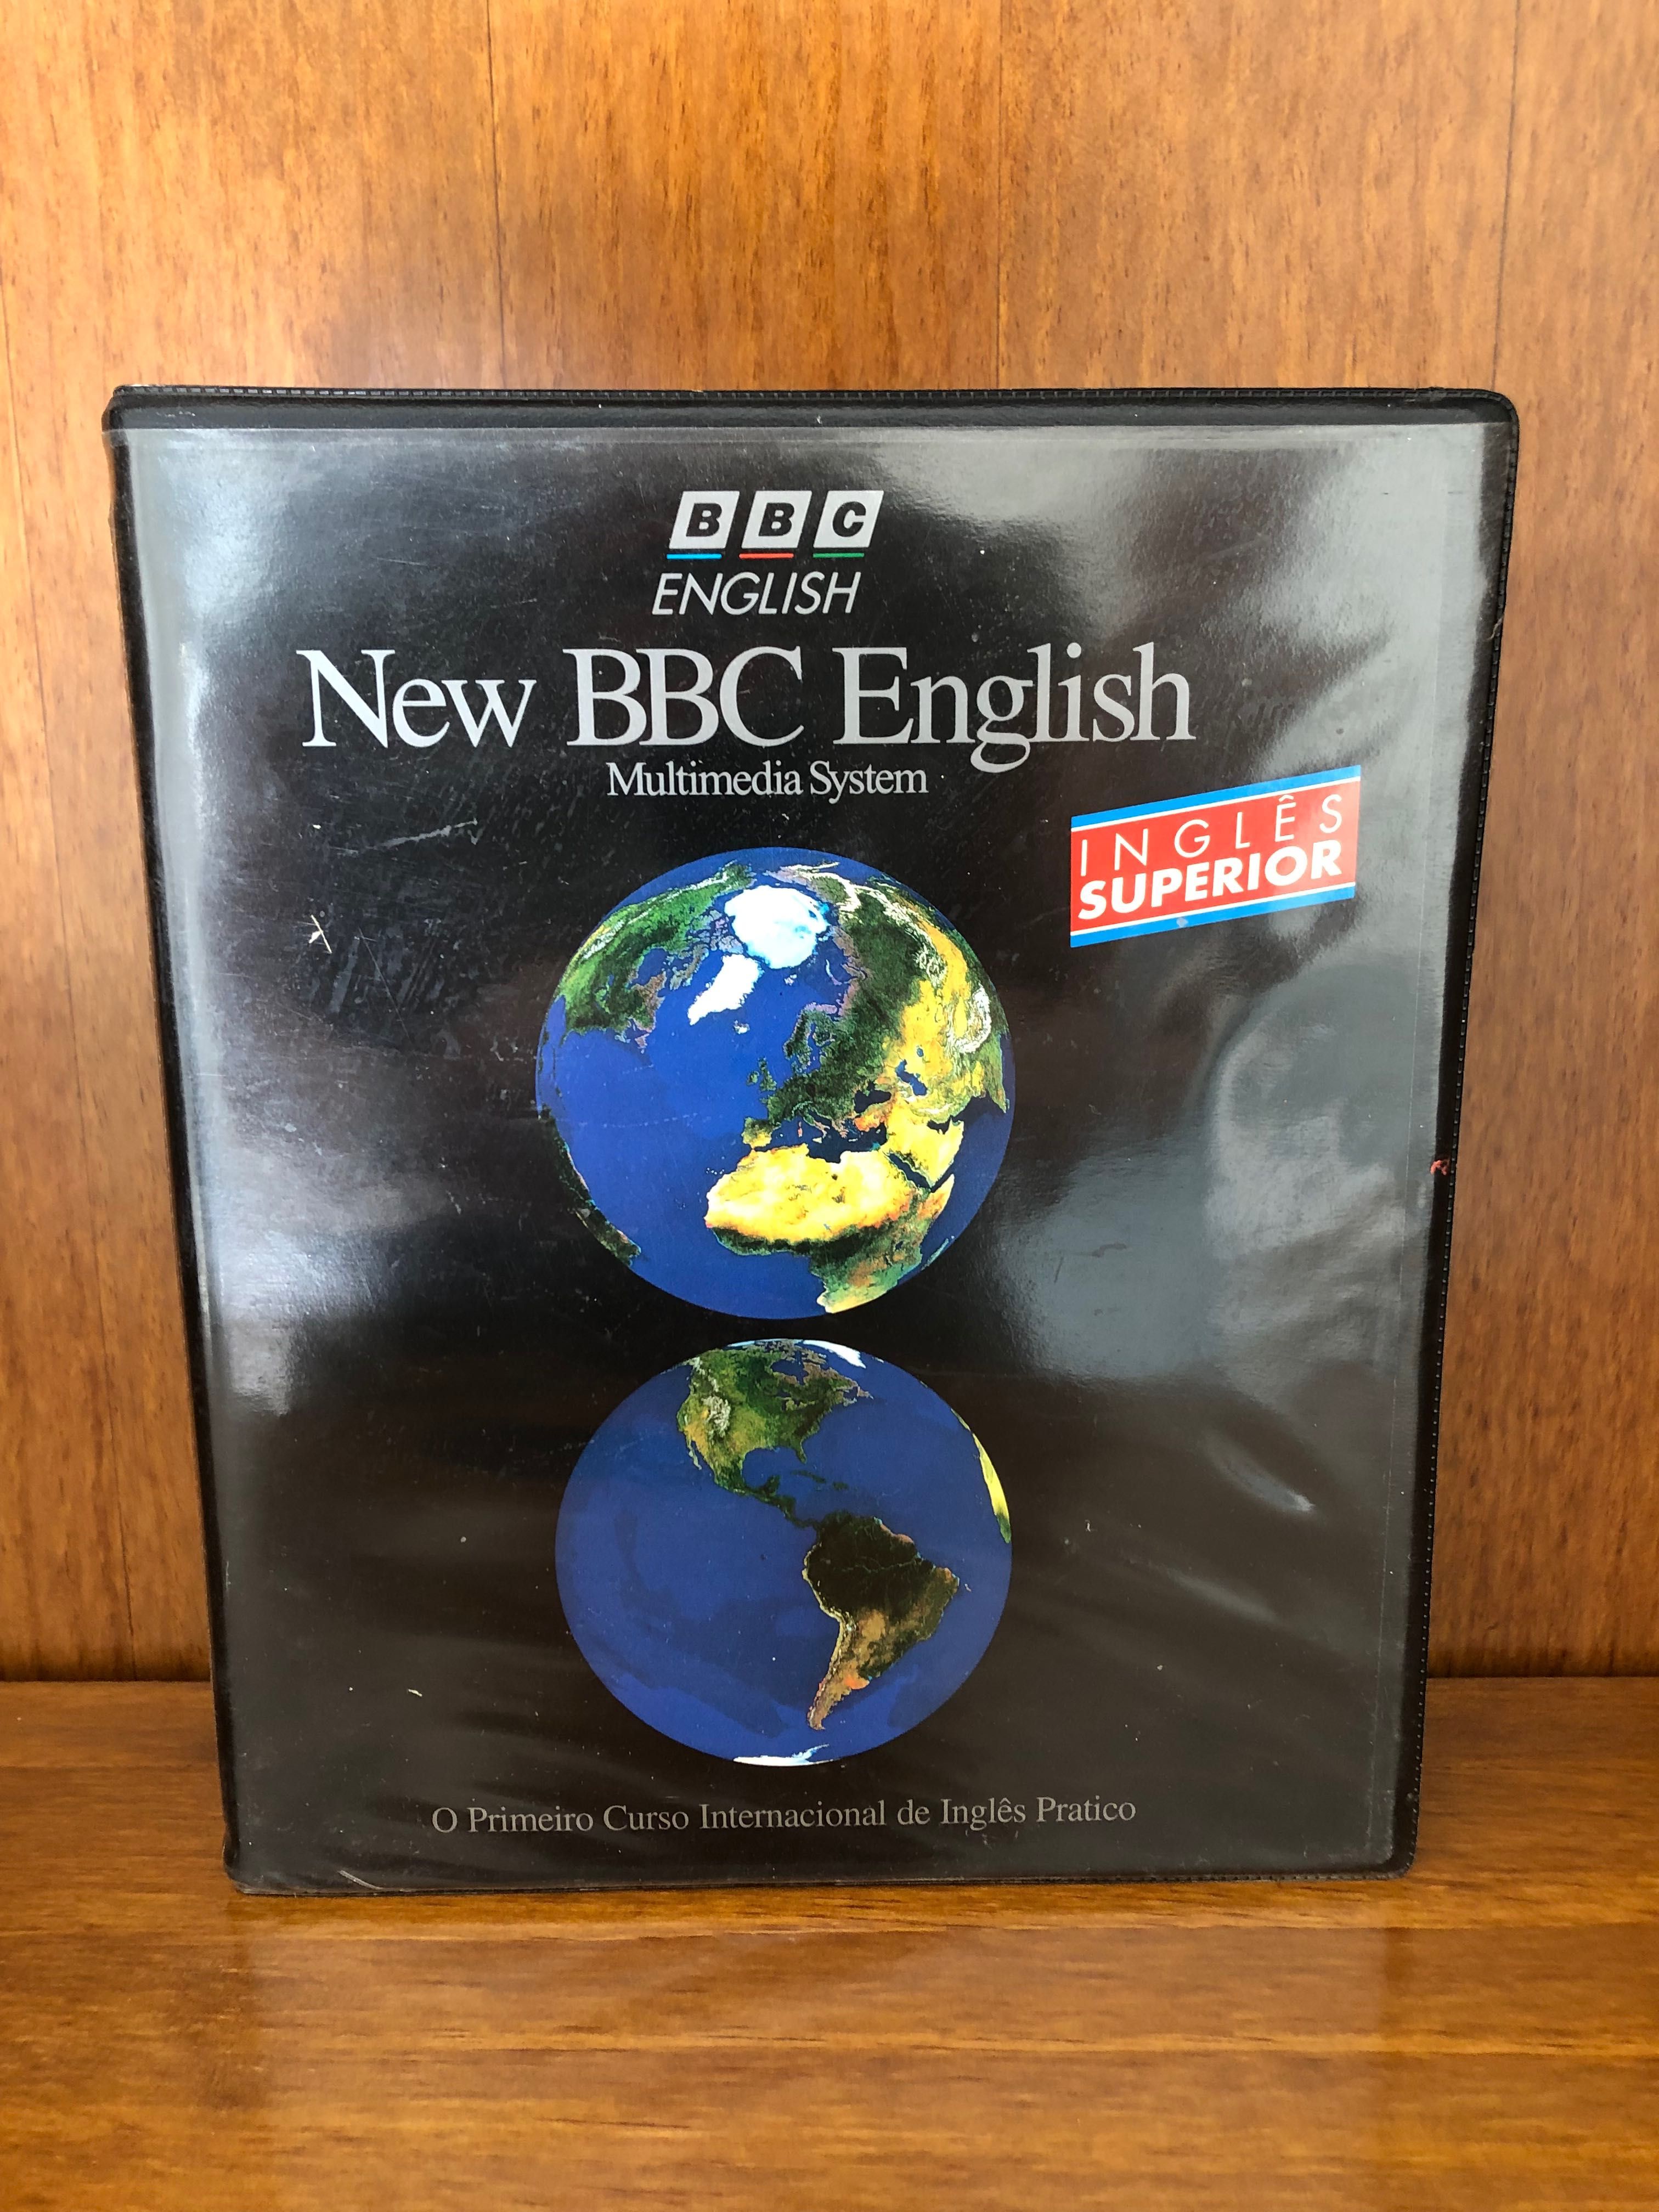 BBC
ENGLISH
New BBC English
Multimedia System
INGLÊS
SUPERIOR
O Primeiro Curso Internacional de Inglês Pratico